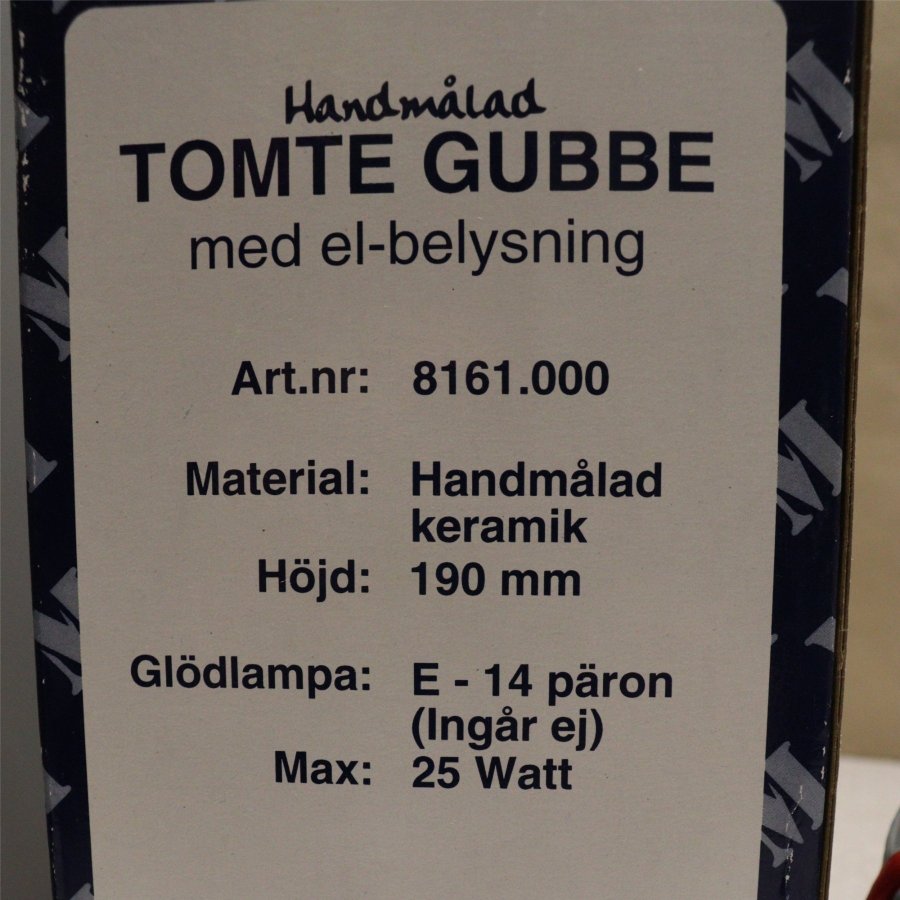 Handmålad
TOMTE GUBBE
med el-belysning
Art.nr: 8161.000
Material: Handmålad
keramik
Höjd: 190 mm
Glödlampa: E - 14 päron
(Ingår ej)
Max: 25 Watt
M
M
M
M
M